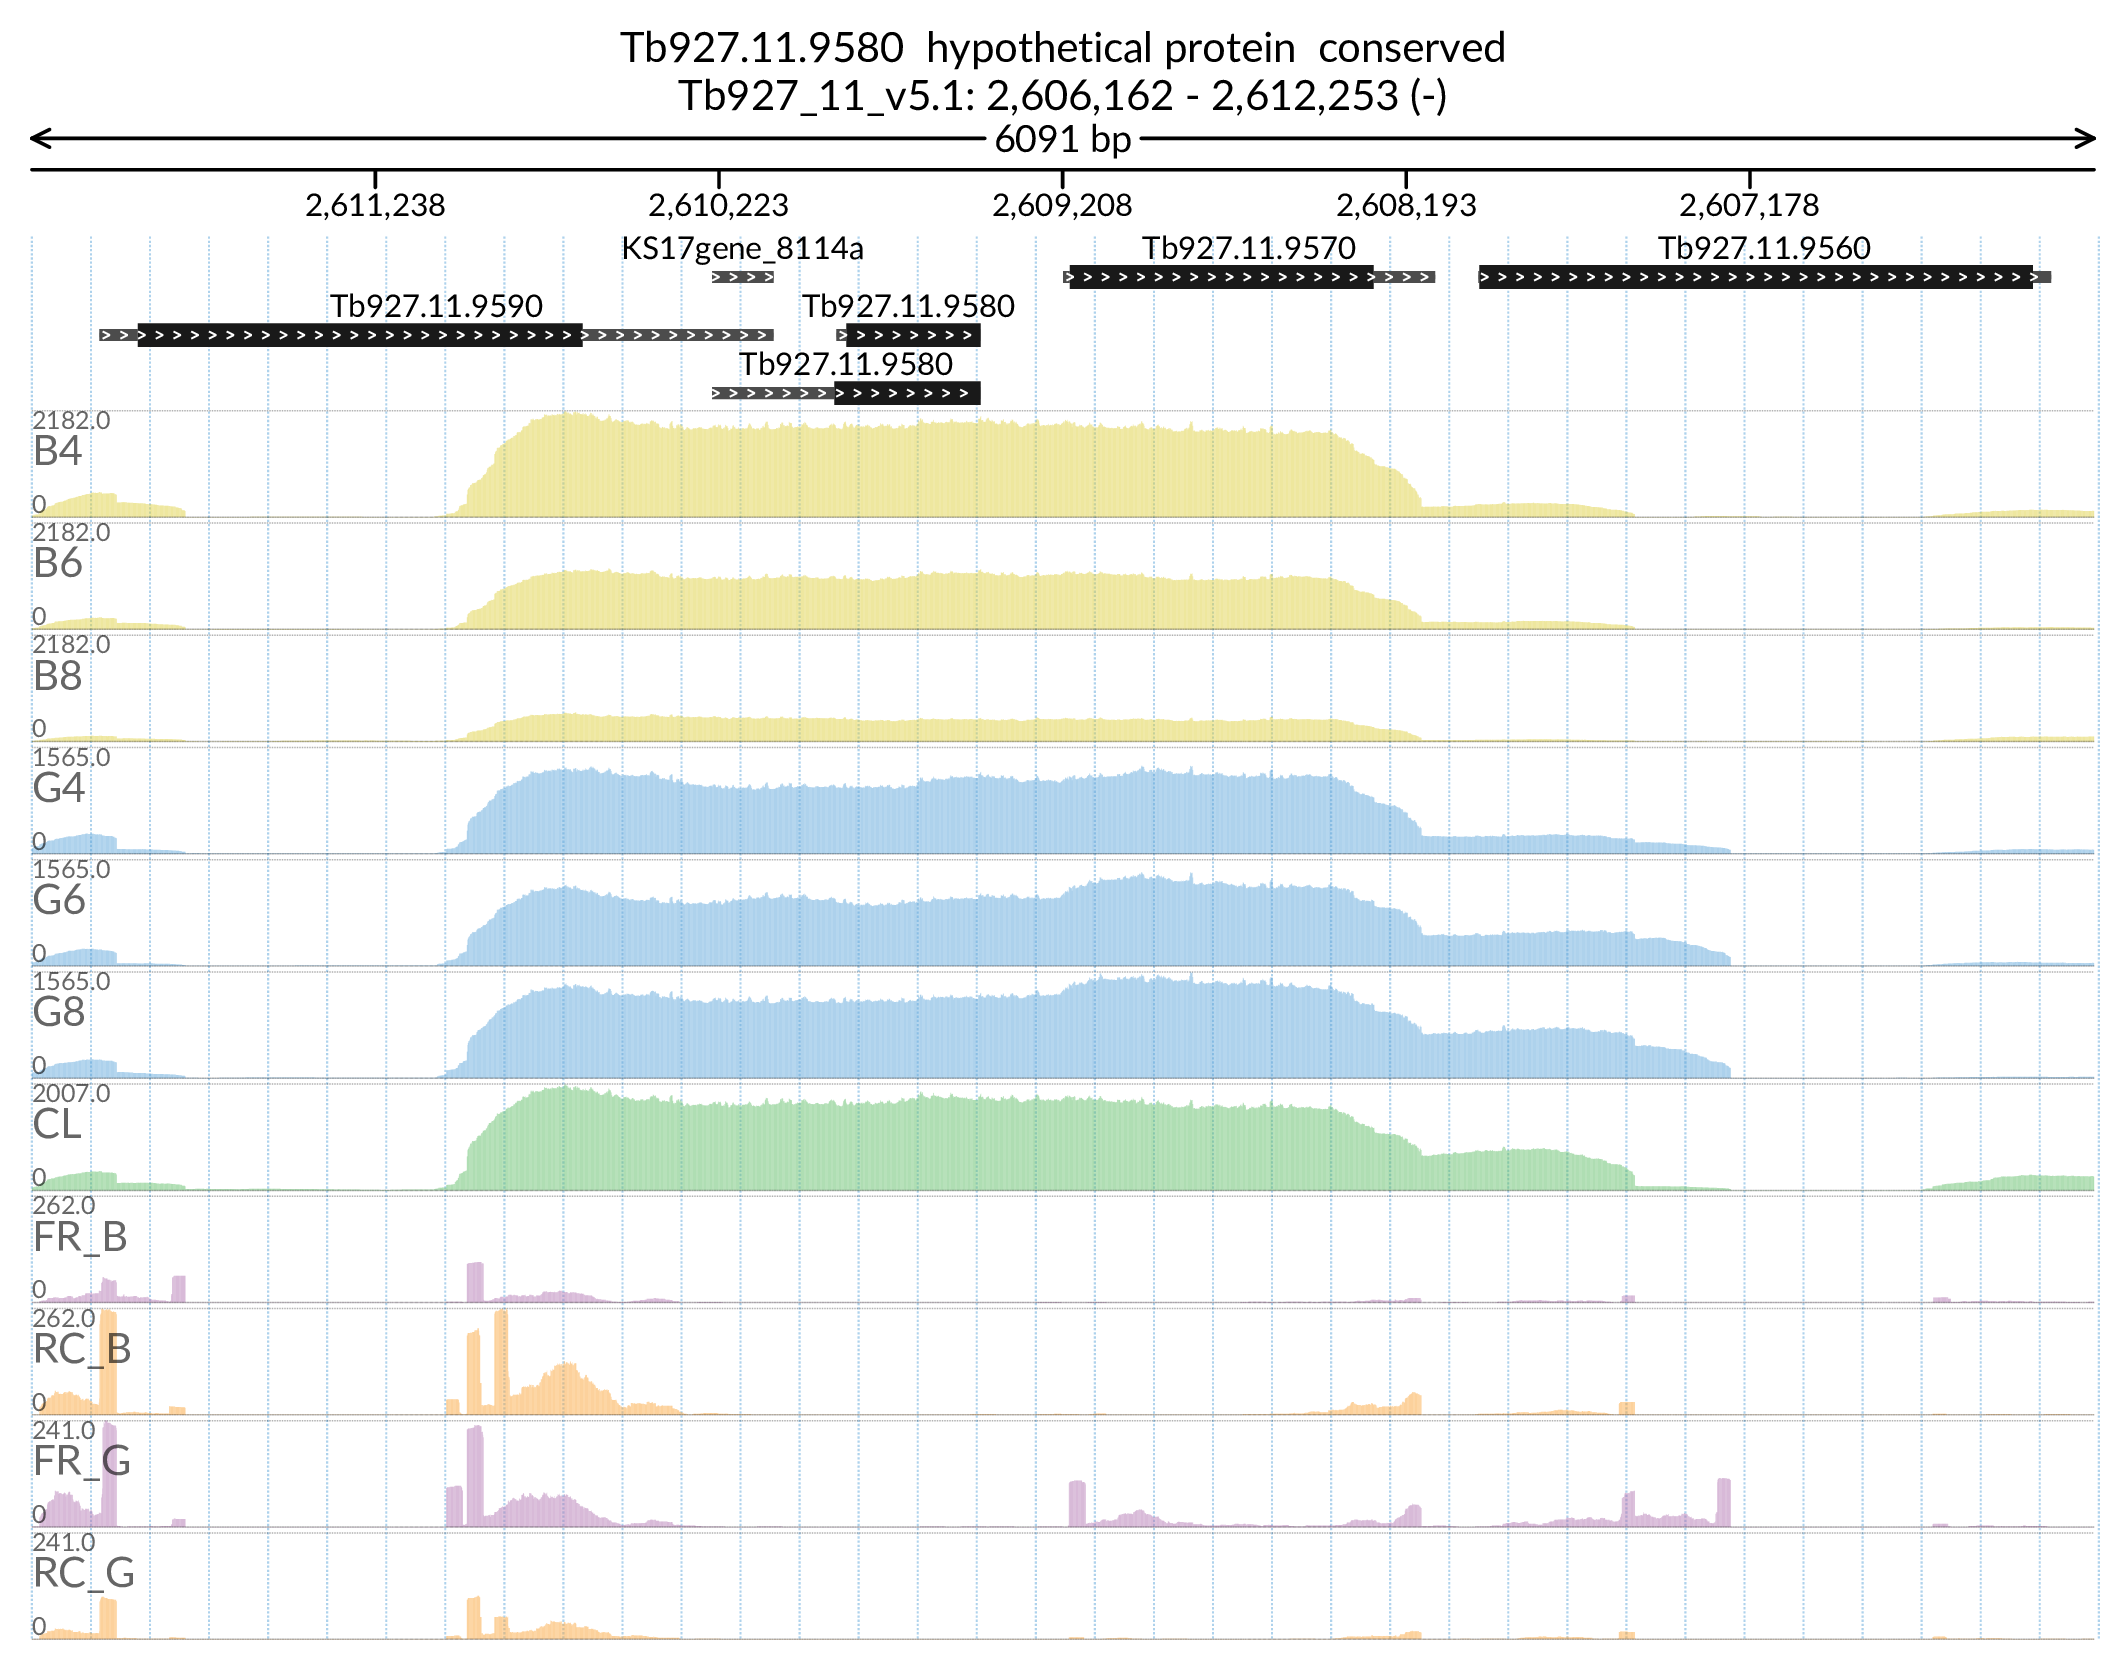 Tb927.11.9580  hypothetical protein  conserved
Tb927_11_v5.1: 2,606,162 - 2,612,253 (-)
6091 bp
2,611,238 2,610,223 2,609,208 2,608,193 2,607,178
KS17gene_8114a Tb927.11.9570 Tb927.11.9560
Tb927.11.9590 Tb927.11.9580
Tb927.11.9580
2182.0
B4
0
2182.0
B6
0
2182.0
B8
0
1565.0
G4
0
1565.0
G6
0
1565.0
G8
0
2007.0
CL
0
262.0
FR_B
0
262.0
RC_B
0
241.0
FR_G
0
241.0
RC_G
0